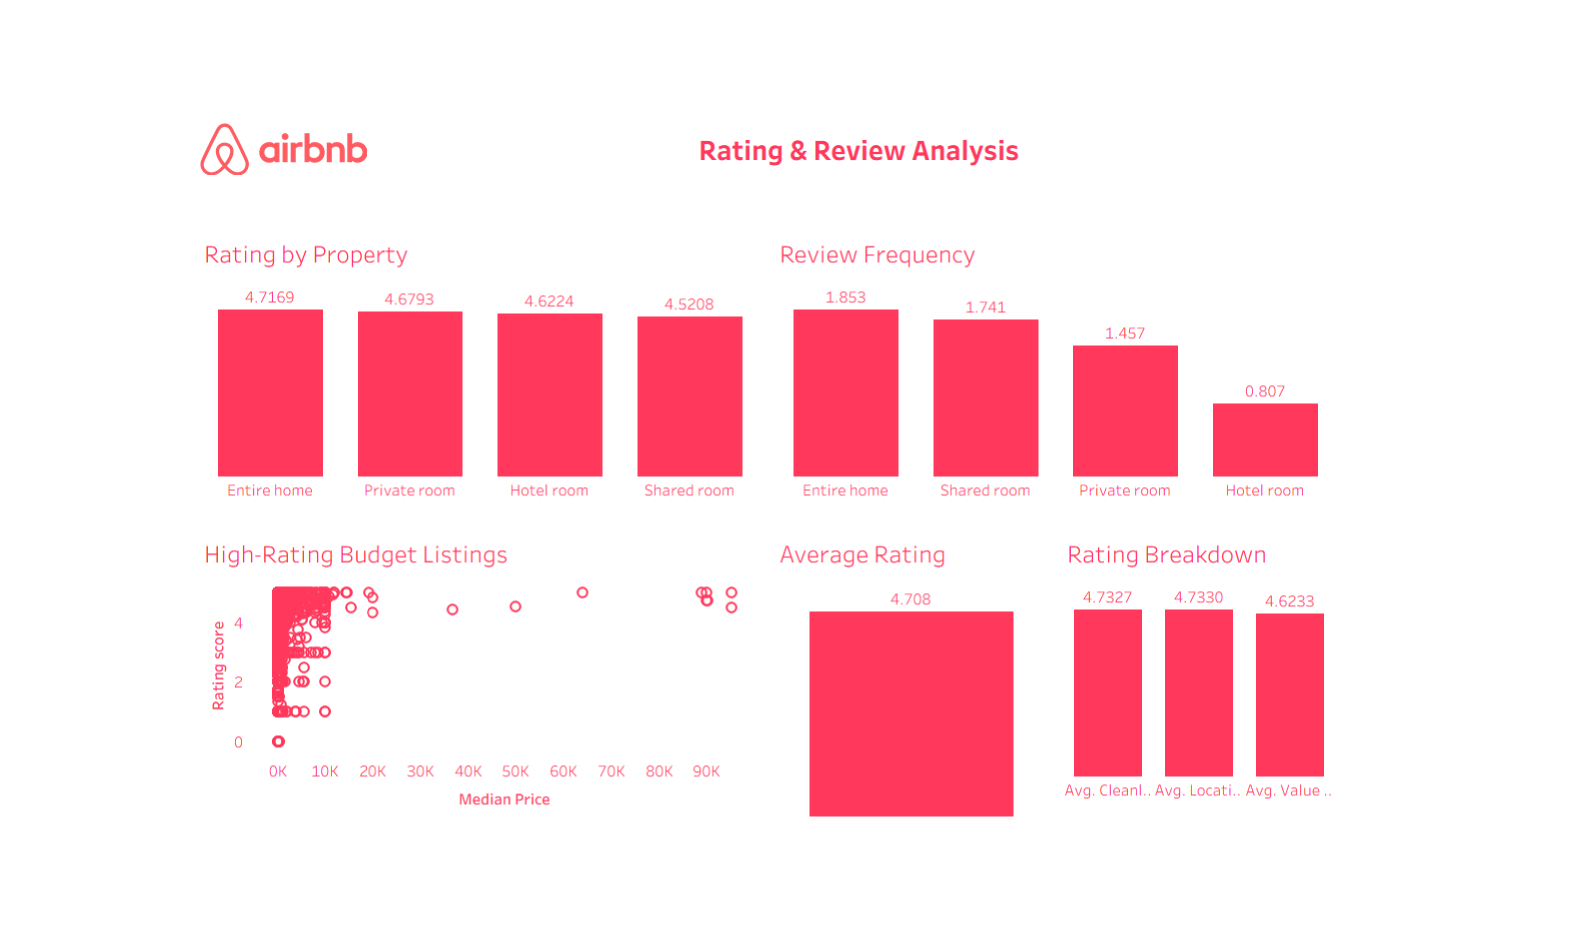 airbnb
Rating & Review Analysis
Rating by Property
4.7169
4.6793
4.6224
4.5208
Entire home
Private room
Hotel room
Shared room
Review Frequency
1.853
1.741
1.457
0.807
Entire home
Shared room
Private room
Hotel room
High-Rating Budget Listings
Rating score
4
2
0
0K 10K 20K 30K 40K 50K 60K 70K 80K 90K
Median Price
Average Rating
4.708
Rating Breakdown
4.7327
4.7330
4.6233
Avg. Cleanl..
Avg. Locati..
Avg. Value ..